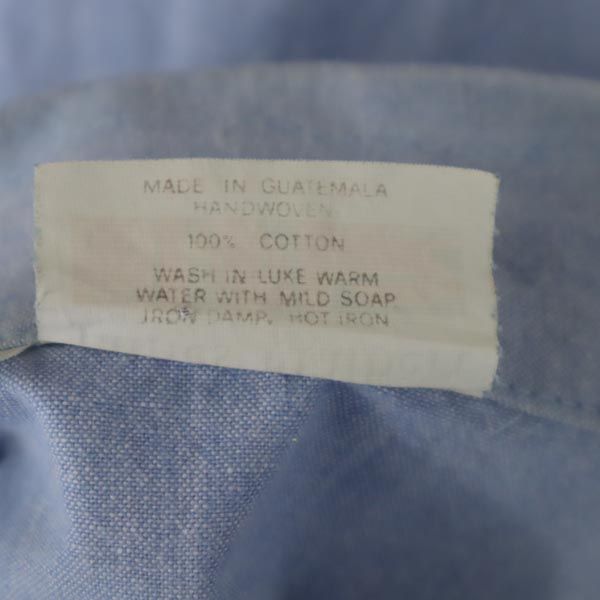 MADE IN GUATEMALA
HANDWOVEN
100% COTTON
WASH IN LUKE WARM
WATER WITH MILD SOAP
IRON DAMP, HOT IRON